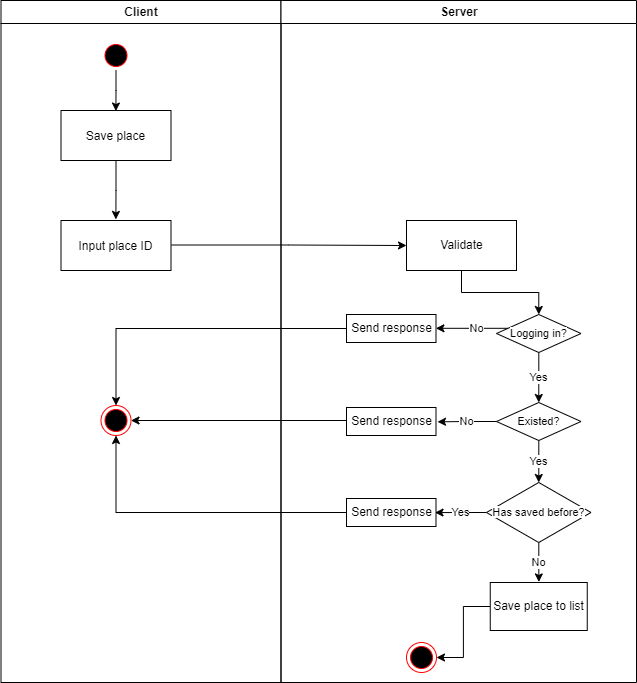 Client
Server
Save place
Input place ID
Validate
Send response
No
Logging in?
Yes
Send response
No
Existed?
Yes
Send response
Yes
Has saved before?
No
Save place to list